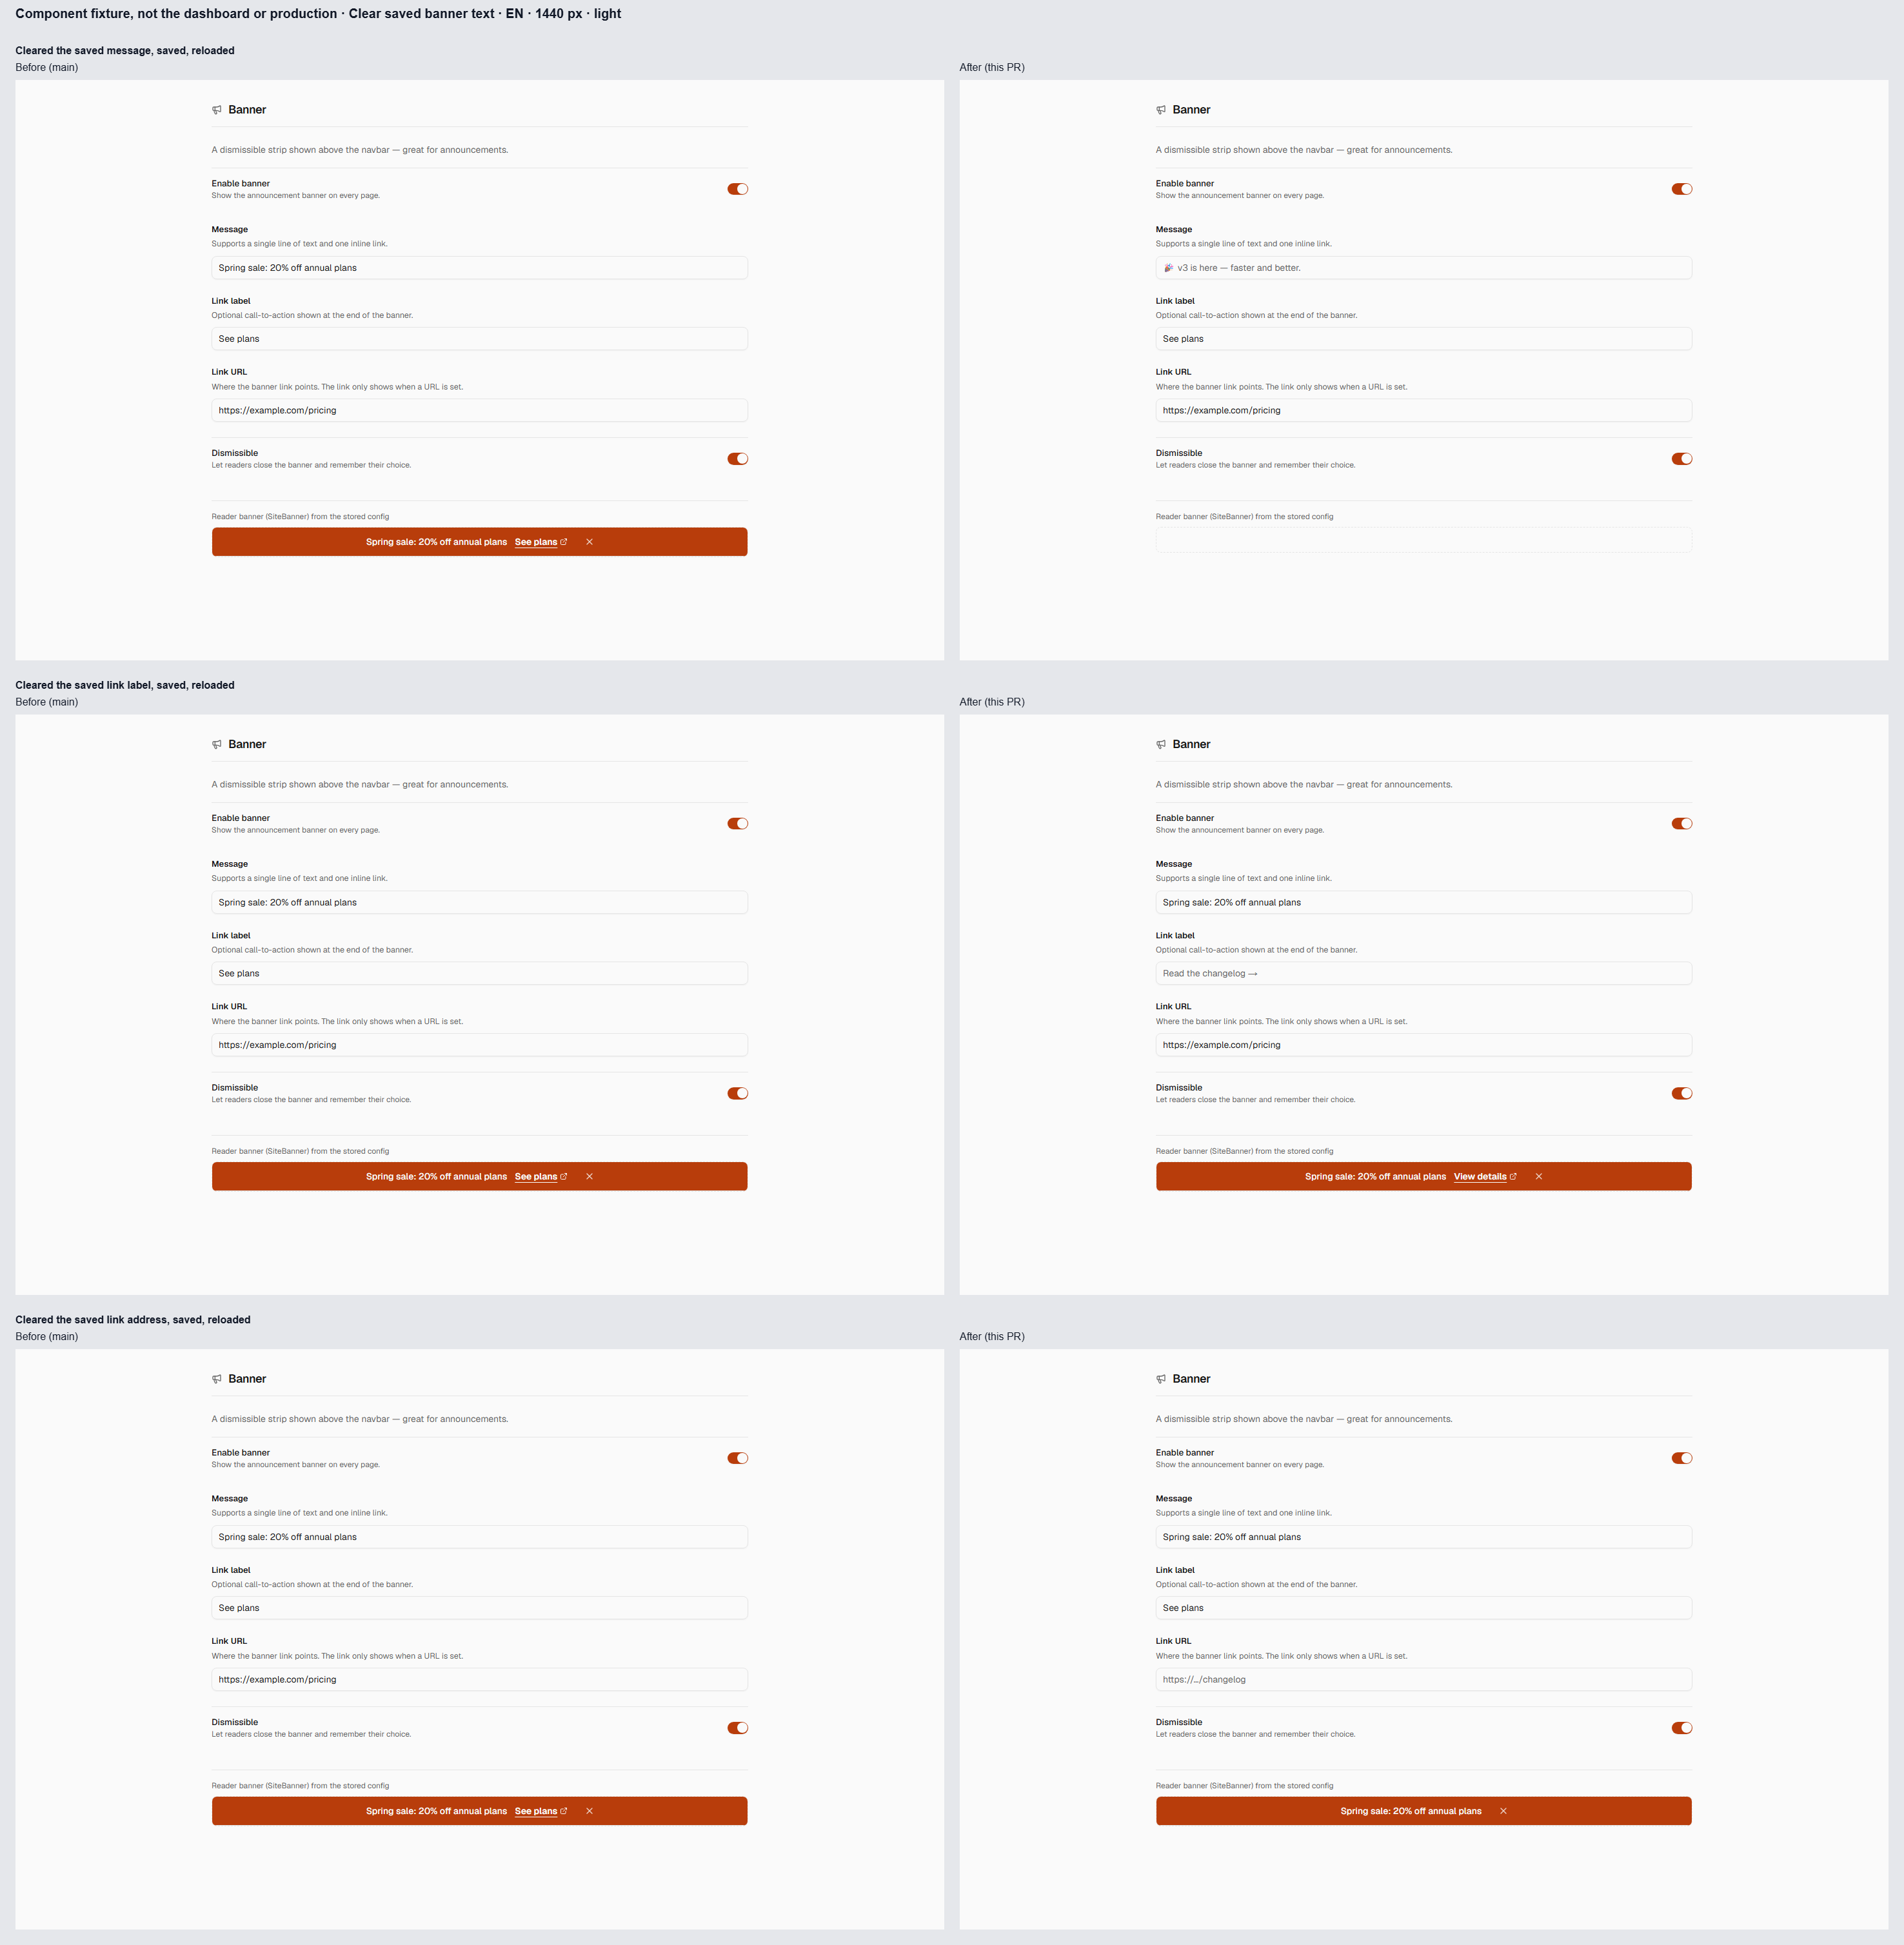 Component fixture, not the dashboard or production · Clear saved banner text · EN · 1440 px · light
Cleared the saved message, saved, reloaded
Before (main)
Banner
A dismissible strip shown above the navbar — great for announcements.
Enable banner
Show the announcement banner on every page.
Message
Supports a single line of text and one inline link.
Spring sale: 20% off annual plans
Link label
Optional call-to-action shown at the end of the banner.
See plans
Link URL
Where the banner link points. The link only shows when a URL is set.
https://example.com/pricing
Dismissible
Let readers close the banner and remember their choice.
Reader banner (SiteBanner) from the stored config
Spring sale: 20% off annual plans See plans
After (this PR)
Banner
A dismissible strip shown above the navbar — great for announcements.
Enable banner
Show the announcement banner on every page.
Message
Supports a single line of text and one inline link.
🎉 v3 is here — faster and better.
Link label
Optional call-to-action shown at the end of the banner.
See plans
Link URL
Where the banner link points. The link only shows when a URL is set.
https://example.com/pricing
Dismissible
Let readers close the banner and remember their choice.
Reader banner (SiteBanner) from the stored config
Cleared the saved link label, saved, reloaded
Before (main)
Banner
A dismissible strip shown above the navbar — great for announcements.
Enable banner
Show the announcement banner on every page.
Message
Supports a single line of text and one inline link.
Spring sale: 20% off annual plans
Link label
Optional call-to-action shown at the end of the banner.
See plans
Link URL
Where the banner link points. The link only shows when a URL is set.
https://example.com/pricing
Dismissible
Let readers close the banner and remember their choice.
Reader banner (SiteBanner) from the stored config
Spring sale: 20% off annual plans See plans
After (this PR)
Banner
A dismissible strip shown above the navbar — great for announcements.
Enable banner
Show the announcement banner on every page.
Message
Supports a single line of text and one inline link.
Spring sale: 20% off annual plans
Link label
Optional call-to-action shown at the end of the banner.
Read the changelog →
Link URL
Where the banner link points. The link only shows when a URL is set.
https://example.com/pricing
Dismissible
Let readers close the banner and remember their choice.
Reader banner (SiteBanner) from the stored config
Spring sale: 20% off annual plans View details
Cleared the saved link address, saved, reloaded
Before (main)
Banner
A dismissible strip shown above the navbar — great for announcements.
Enable banner
Show the announcement banner on every page.
Message
Supports a single line of text and one inline link.
Spring sale: 20% off annual plans
Link label
Optional call-to-action shown at the end of the banner.
See plans
Link URL
Where the banner link points. The link only shows when a URL is set.
https://example.com/pricing
Dismissible
Let readers close the banner and remember their choice.
Reader banner (SiteBanner) from the stored config
Spring sale: 20% off annual plans See plans
After (this PR)
Banner
A dismissible strip shown above the navbar — great for announcements.
Enable banner
Show the announcement banner on every page.
Message
Supports a single line of text and one inline link.
Spring sale: 20% off annual plans
Link label
Optional call-to-action shown at the end of the banner.
See plans
Link URL
Where the banner link points. The link only shows when a URL is set.
https://…/changelog
Dismissible
Let readers close the banner and remember their choice.
Reader banner (SiteBanner) from the stored config
Spring sale: 20% off annual plans